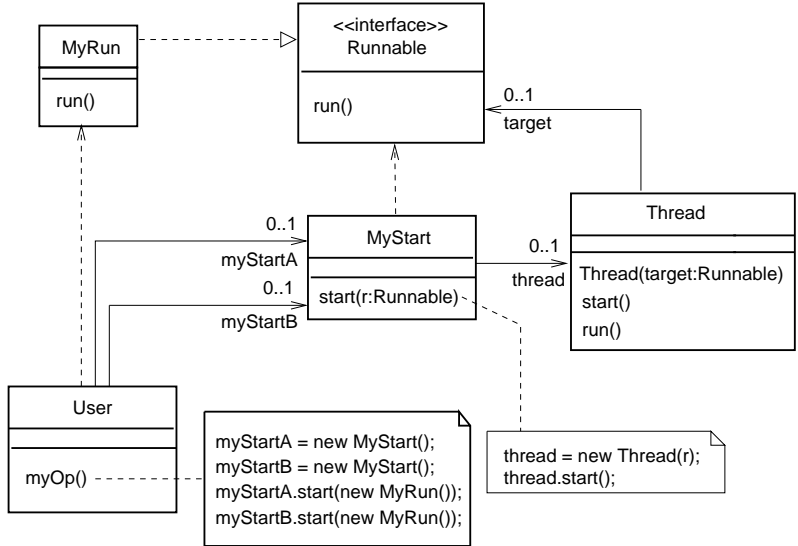 <<interface>>
Runnable
MyRun
run()
run()
0..1
target
0..1
myStartA
MyStart
0..1
thread
Thread
0..1
myStartB
start(r:Runnable)
Thread(target:Runnable)
start()
run()
User
myOp()
myStartA = new MyStart();
myStartB = new MyStart();
myStartA.start(new MyRun());
myStartB.start(new MyRun());
thread = new Thread(r);
thread.start();